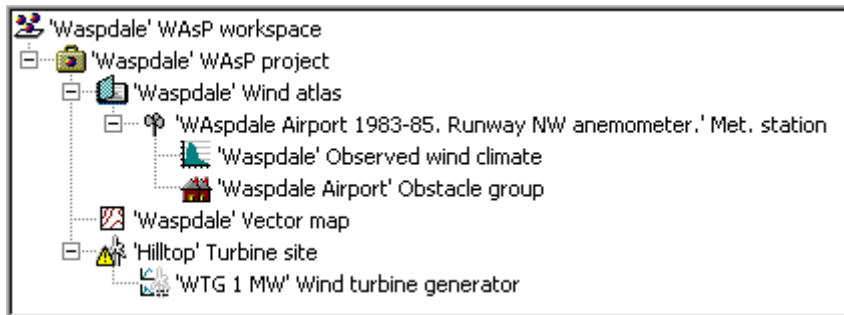 'Waspdale' WAsP workspace
'Waspdale' WAsP project
'Waspdale' Wind atlas
'WAspdale Airport 1983-85. Runway NW anemometer.' Met. station
'Waspdale' Observed wind climate
'Waspdale Airport' Obstacle group
'Waspdale' Vector map
'Hilltop' Turbine site
'WTG 1 MW' Wind turbine generator